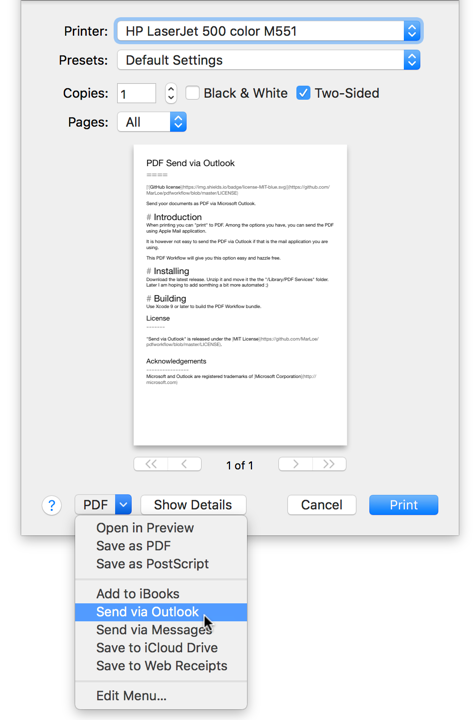 Printer: HP LaserJet 500 color M551
Presets: Default Settings
Copies: 1 Black & White Two-Sided
Pages: All
PDF Send via Outlook
=====
[(GitHub license](https://img.shields.io/badge/license-MIT-blue.svg)](https://github.com/
MarLoe/pdfworkflow/blob/master/LICENSE)
Send your documents as PDF via Microsoft Outlook.
# Introduction
When printing you can "print" to PDF. Among the options you have, you can send the PDF
using Apple Mail application.
It is however not easy to send the PDF via Outlook if that is the mail application you are
using.
This PDF Workflow will give you this option easy and hazzle free.
# Installing
Download the latest release. Unzip it and move it the the "/Library/PDF Services" folder.
Later I am hoping to add somthing a bit more automated :)
# Building
Use Xcode 9 or later to build the PDF Workflow bundle.
License
-------
"Send via Outlook" is released under the [MIT License](https://github.com/MarLoe/
pdfworkflow/blob/master/LICENSE).
Acknowledgements
----------------
Microsoft and Outlook are registered trademarks of [Microsoft Corporation](http://
microsoft.com)
<< < 1 of 1 > >>
? PDF Show Details Cancel Print
Open in Preview
Save as PDF
Save as PostScript
Add to iBooks
Send via Outlook
Send via Messages
Save to iCloud Drive
Save to Web Receipts
Edit Menu...